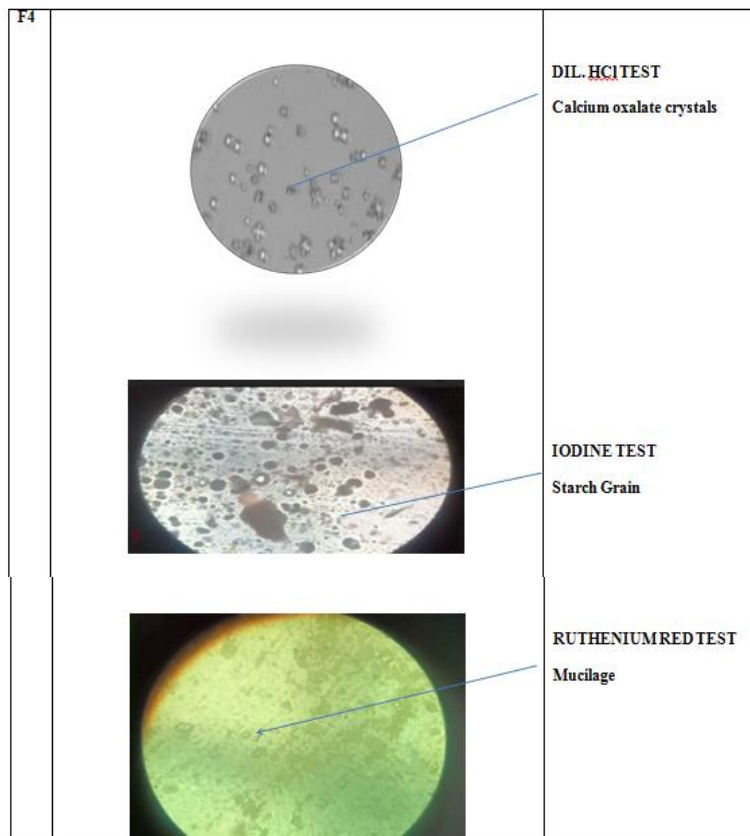 F4
DIL. HCl TEST
Calcium oxalate crystals
IODINE TEST
Starch Grain
RUTHENIUM RED TEST
Mucilage